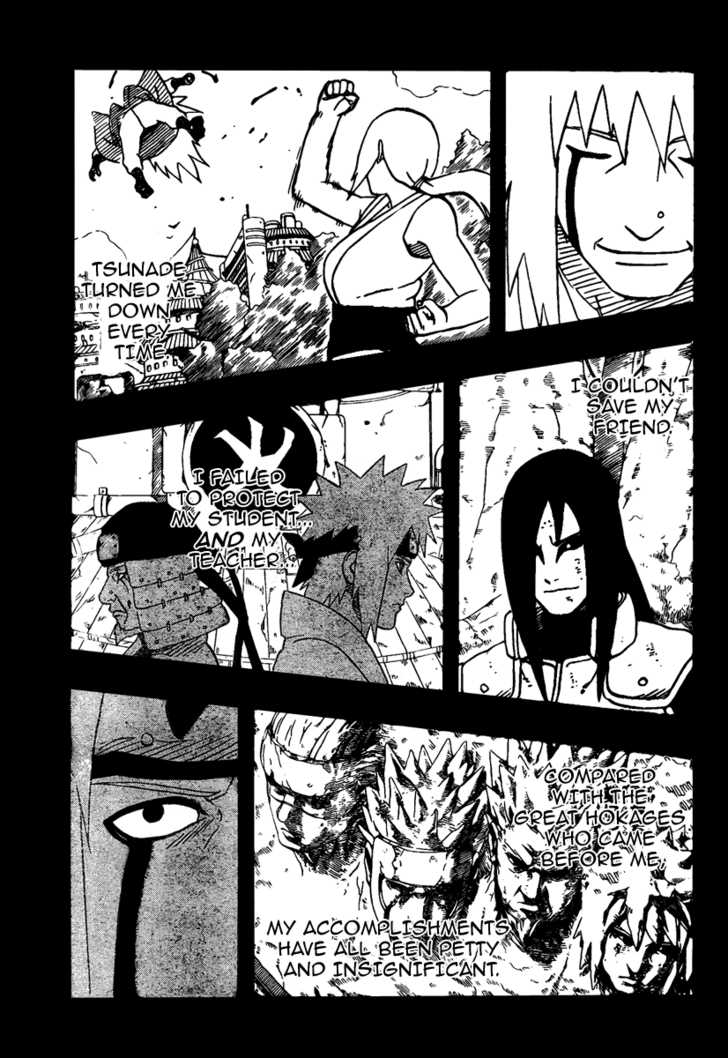 TSUNADE
TURNED ME
DOWN
EVERY
TIME.
I COULDN'T
SAVE MY
FRIEND.
I FAILED
TO PROTECT
MY STUDENT...
AND MY
TEACHER...
COMPARED
WITH THE
GREAT HOKAGES
WHO CAME
BEFORE ME,
MY ACCOMPLISHMENTS
HAVE ALL BEEN PETTY
AND INSIGNIFICANT.